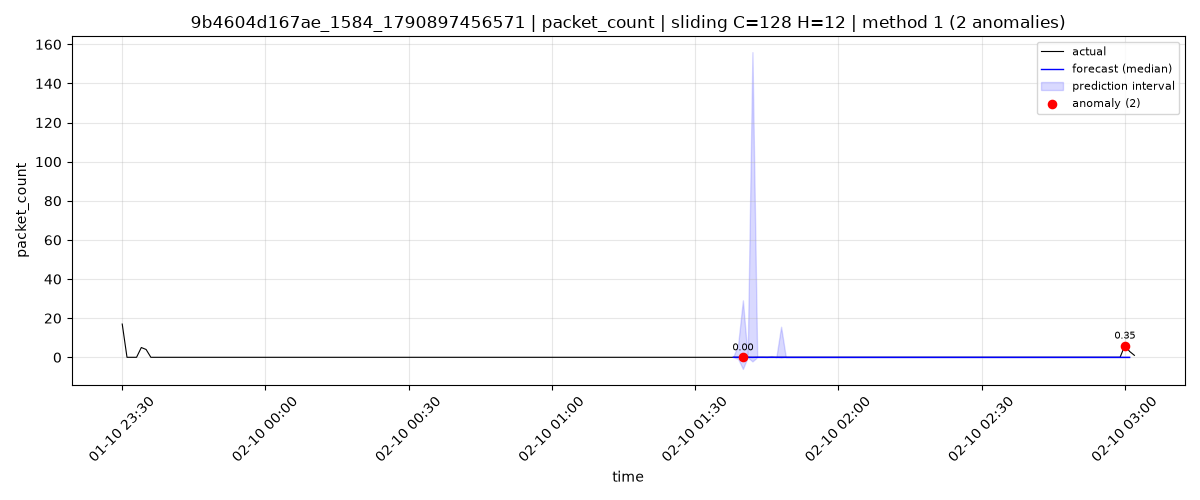 9b4604d167ae_1584_1790897456571 | packet_count | sliding C=128 H=12 | method 1 (2 anomalies)
actual
forecast (median)
prediction interval
anomaly (2)
packet_count
160
140
120
100
80
60
40
20
0
0.00
0.35
01-10 23:30
02-10 00:00
02-10 00:30
02-10 01:00
02-10 01:30
02-10 02:00
02-10 02:30
02-10 03:00
time